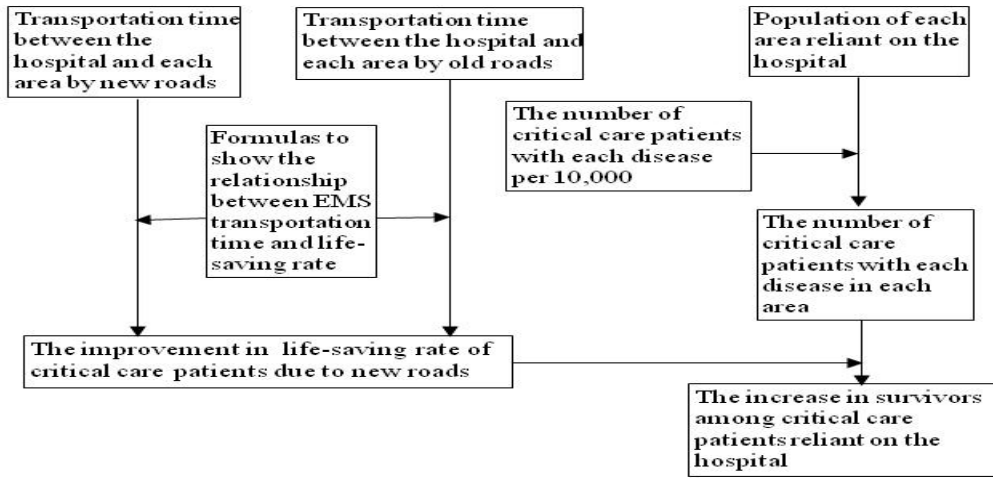 Transportation time
between the
hospital and each
area by new roads
Transportation time
between the hospital and
each area by old roads
Population of each
area reliant on the
hospital
The number of
critical care patients
with each disease
per 10,000
Formulas to
show the
relationship
between EMS
transportation
time and life-
saving rate
The number of
critical care
patients with each
disease in each
area
The improvement in life-saving rate of
critical care patients due to new roads
The increase in survivors
among critical care
patients reliant on the
hospital